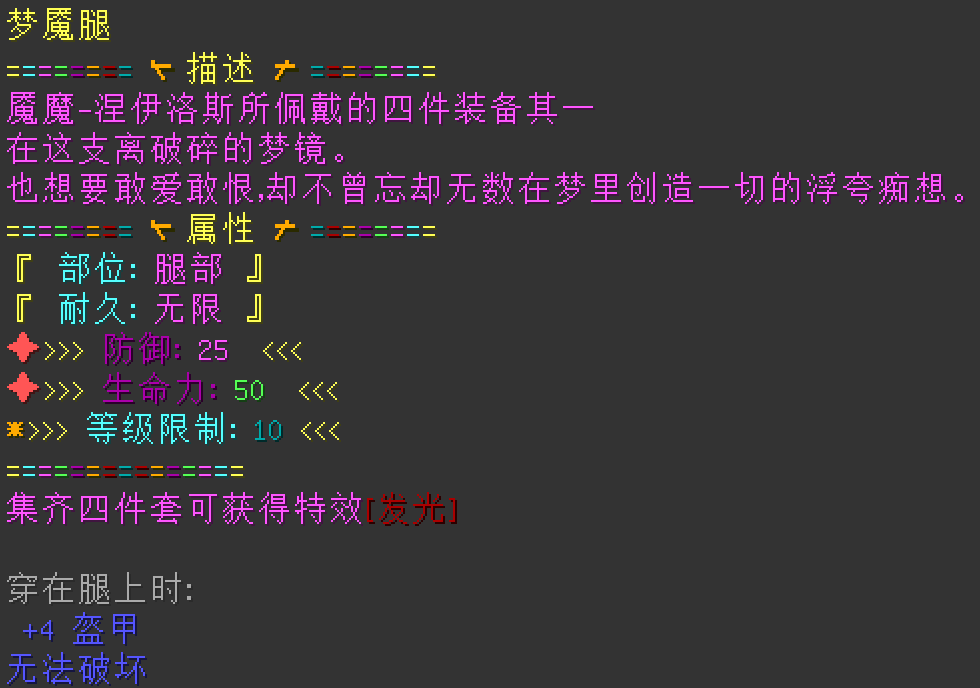 梦魇腿
======== 描述 ========
魇魔-涅伊洛斯所佩戴的四件装备其一
在这支离破碎的梦镜。
也想要敢爱敢恨,却不曾忘却无数在梦里创造一切的浮夸痴想。
======== 属性 ========
『 部位: 腿部 』
『 耐久: 无限 』
>>> 防御: 25 <<<
>>> 生命力: 50 <<<
>>> 等级限制: 10 <<<
===============
集齐四件套可获得特效[发光]
穿在腿上时:
+4 盔甲
无法破坏